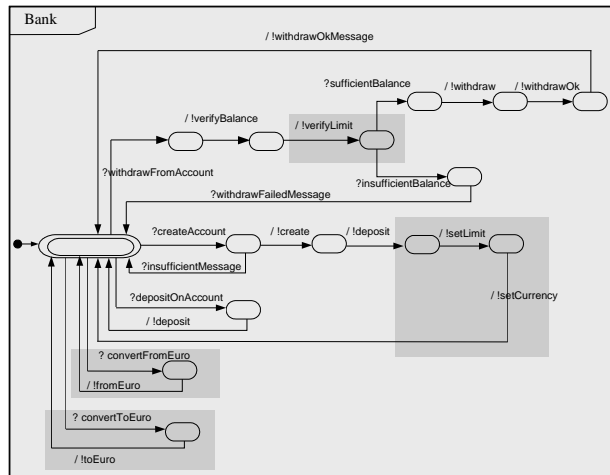 Bank
/ !withdrawOkMessage
?sufficientBalance
/ !withdraw
/ !withdrawOk
/ !verifyBalance
/ !verifyLimit
?withdrawFromAccount
?insufficientBalance
?withdrawFailedMessage
?createAccount
/ !create
/ !deposit
/ !setLimit
?insufficientMessage
/ !setCurrency
?depositOnAccount
/ !deposit
? convertFromEuro
/ !fromEuro
? convertToEuro
/ !toEuro